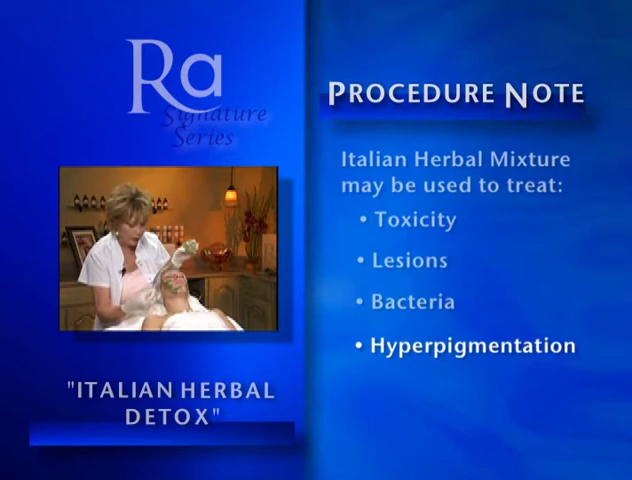 Ra
Signature
Series
PROCEDURE NOTE
Italian Herbal Mixture
may be used to treat:
• Toxicity
• Lesions
• Bacteria
• Hyperpigmentation
"ITALIAN HERBAL
DETOX"